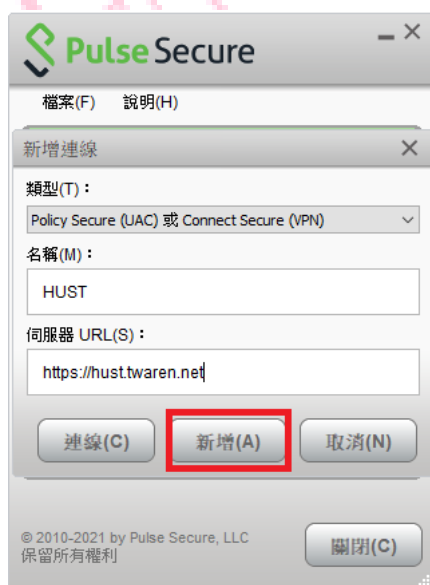 Pulse Secure
檔案(F) 說明(H)
新增連線
類型(T)：
Policy Secure (UAC) 或 Connect Secure (VPN)
名稱(M)：
HUST
伺服器 URL(S)：
https://hust.twaren.net
連線(C) 新增(A) 取消(N)
© 2010-2021 by Pulse Secure, LLC
保留所有權利
關閉(C)